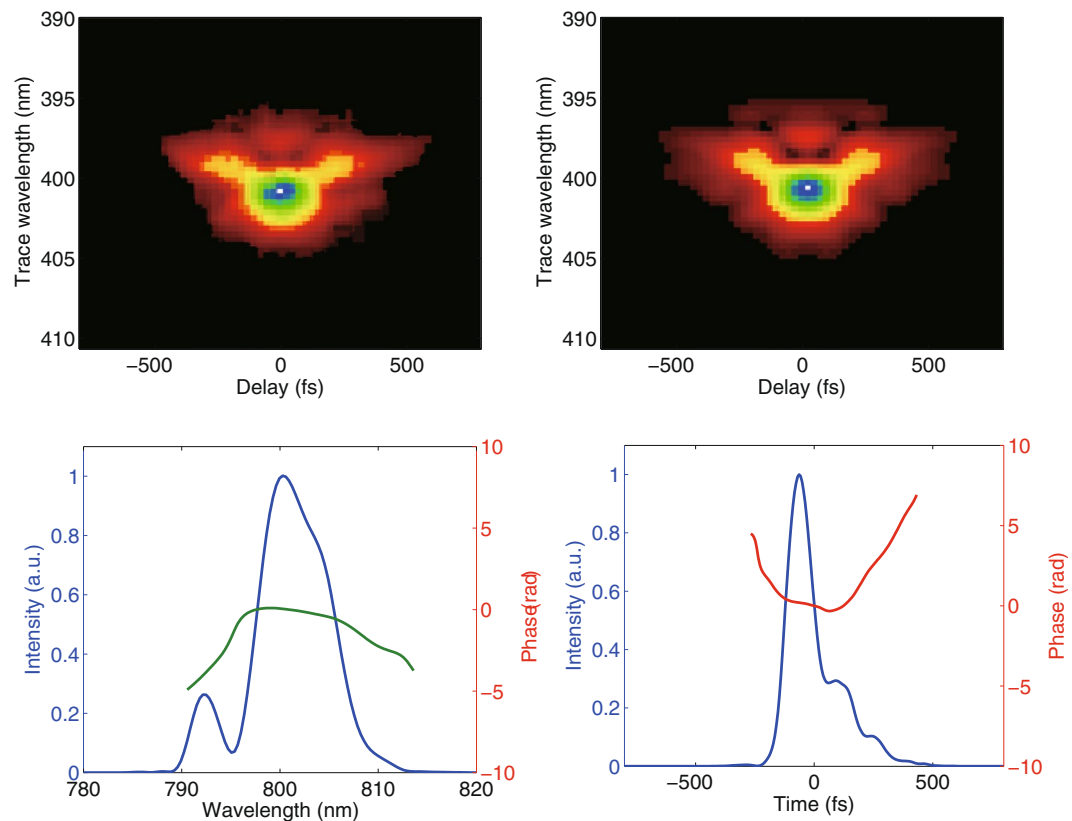 390
395
400
405
410
Trace wavelength (nm)
−500 0 500
Delay (fs)
390
395
400
405
410
Trace wavelength (nm)
−500 0 500
Delay (fs)
1
0.8
0.6
0.4
0.2
0
Intensity (a.u.)
10
5
0
−5
−10
Phase (rad)
780 790 800 810 820
Wavelength (nm)
1
0.8
0.6
0.4
0.2
0
Intensity (a.u.)
10
5
0
−5
−10
Phase (rad)
−500 0 500
Time (fs)